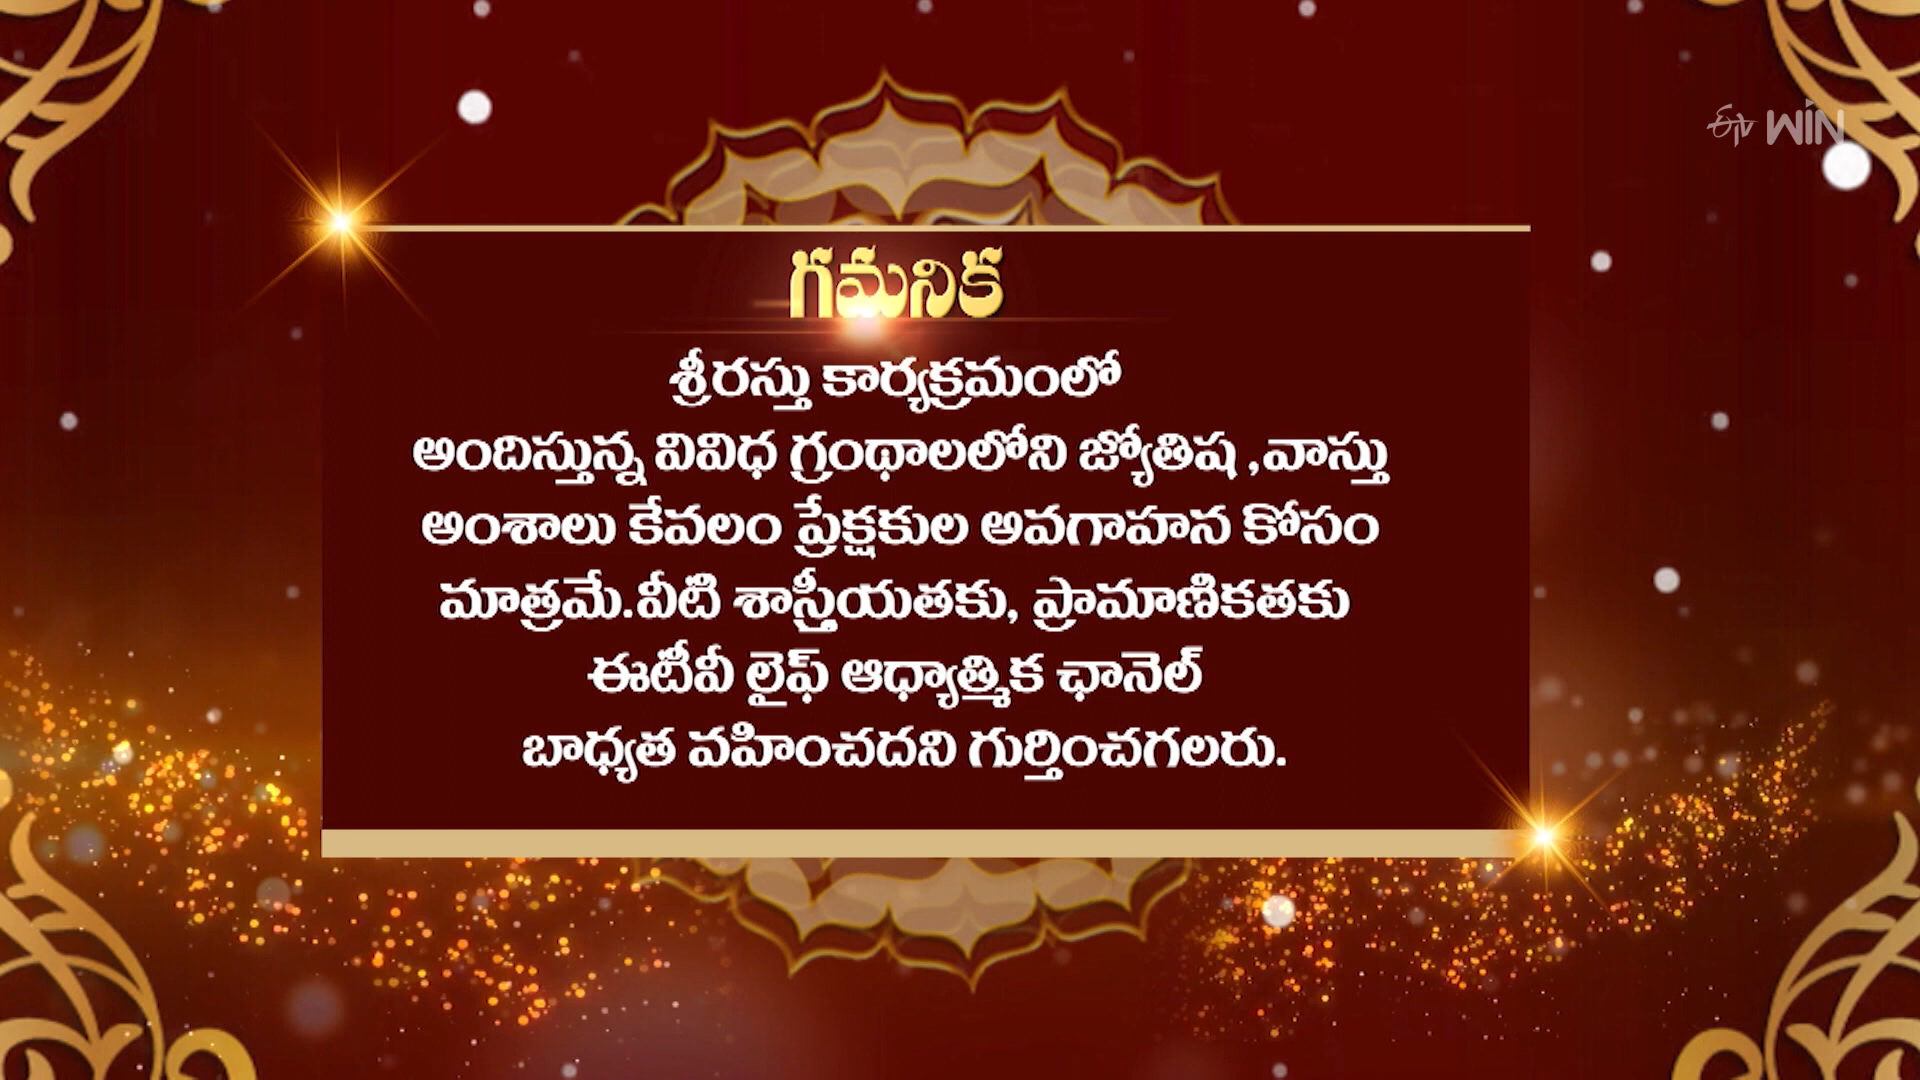 ఈటీవీ WIN
గమనిక
శ్రీరస్తు కార్యక్రమంలో
అందిస్తున్న వివిధ గ్రంథాలలోని జ్యోతిష ,వాస్తు
అంశాలు కేవలం ప్రేక్షకుల అవగాహన కోసం
మాత్రమే.వీటి శాస్త్రీయతకు, ప్రామాణికతకు
ఈటీవీ లైఫ్ ఆధ్యాత్మిక ఛానెల్
బాధ్యత వహించదని గుర్తించగలరు.